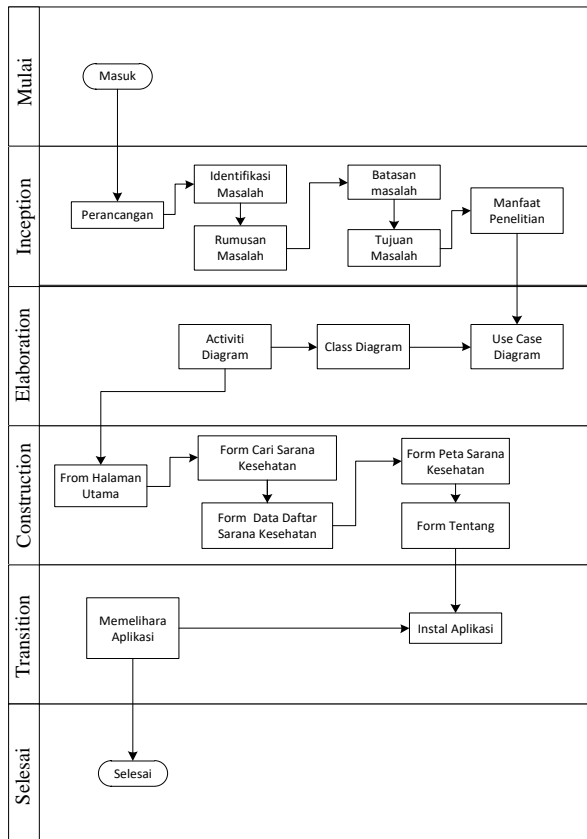 Mulai
Masuk
Inception
Perancangan
Identifikasi
Masalah
Rumusan
Masalah
Batasan
masalah
Tujuan
Masalah
Manfaat
Penelitian
Elaboration
Activiti
Diagram
Class Diagram
Use Case
Diagram
Construction
From Halaman
Utama
Form Cari Sarana
Kesehatan
Form Data Daftar
Sarana Kesehatan
Form Peta Sarana
Kesehatan
Form Tentang
Transition
Memelihara
Aplikasi
Instal Aplikasi
Selesai
Selesai